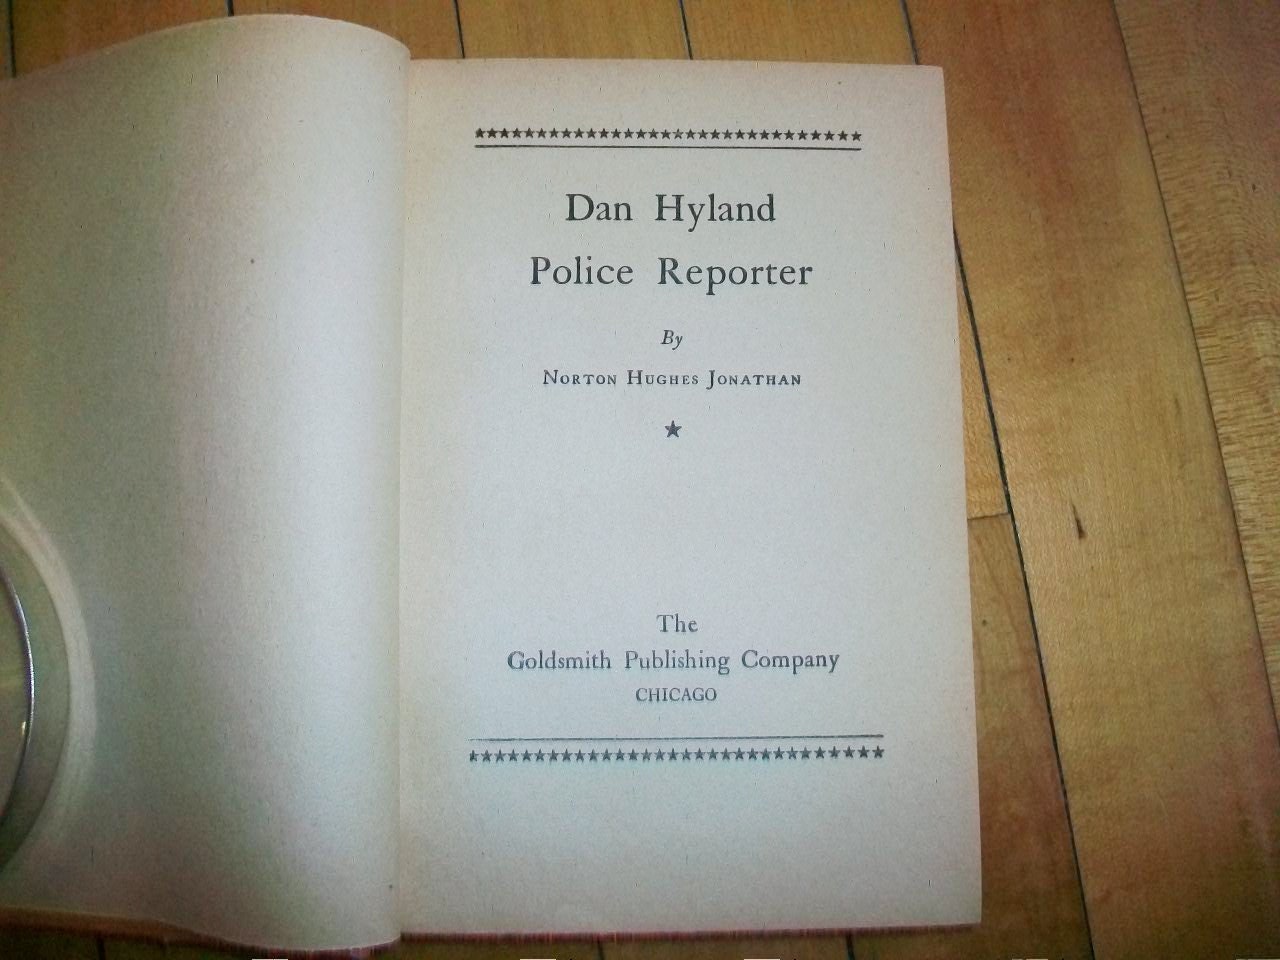 Dan Hyland
Police Reporter
By
Norton Hughes Jonathan
The
Goldsmith Publishing Company
CHICAGO